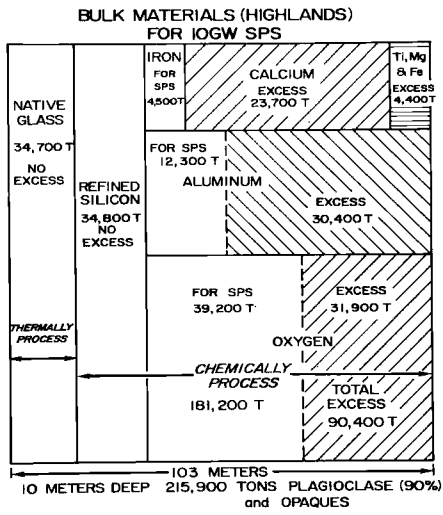 BULK MATERIALS (HIGHLANDS)
FOR 10GW SPS
NATIVE
GLASS
34,700 T
NO
EXCESS
THERMALLY
PROCESS
REFINED
SILICON
34,800 T
NO
EXCESS
IRON
FOR
SPS
4,500T
CALCIUM
EXCESS
23,700 T
Ti, Mg
& Fe
EXCESS
4,400 T
FOR SPS
12,300 T
ALUMINUM
EXCESS
30,400 T
FOR SPS
39,200 T
EXCESS
31,900 T
OXYGEN
CHEMICALLY
PROCESS
181,200 T
TOTAL
EXCESS
90,400 T
103 METERS
10 METERS DEEP 215,900 TONS PLAGIOCLASE (90%)
and OPAQUES